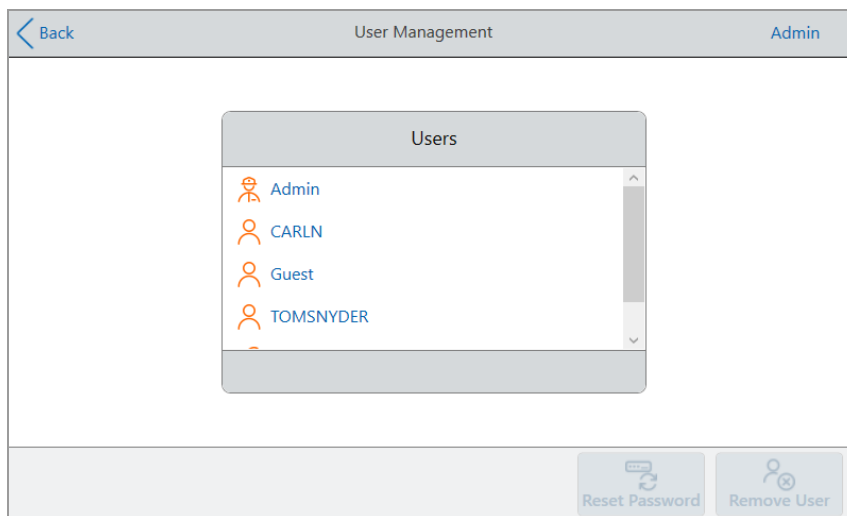 Back User Management Admin
Users
Admin
CARLN
Guest
TOMSNYDER
Reset Password Remove User